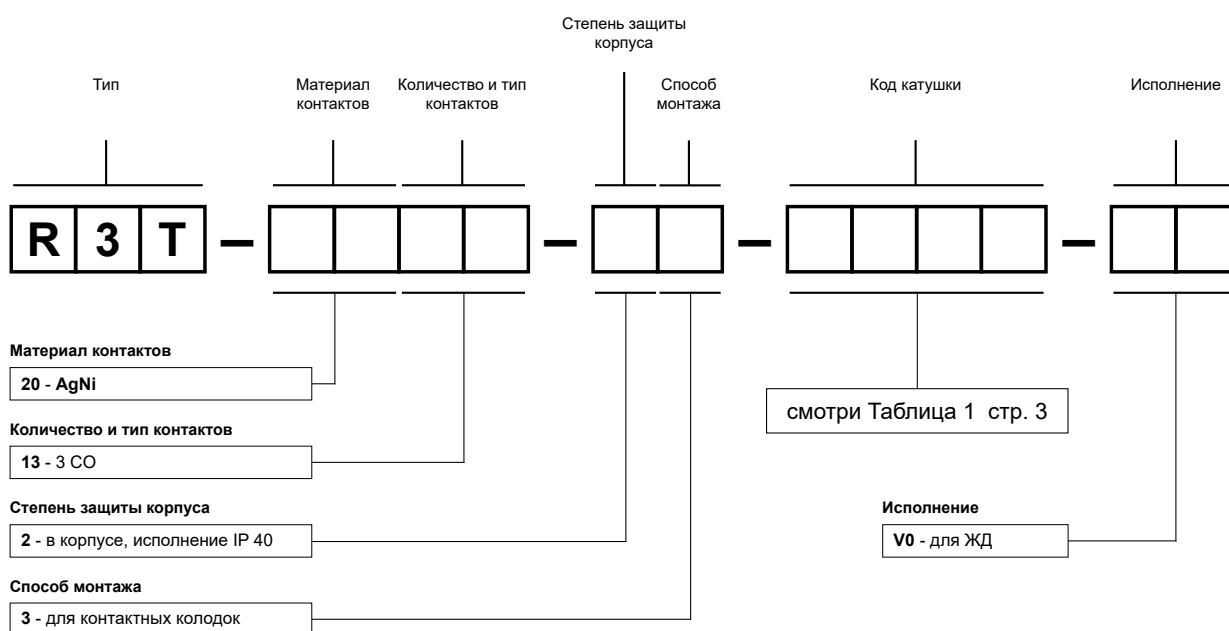 Степень защиты
корпуса
Тип
Материал
контактов
Количество и тип
контактов
Способ
монтажа
Код катушки
Исполнение
R 3 T – – – –
Материал контактов
20 - AgNi
смотри Таблица 1 стр. 3
Количество и тип контактов
13 - 3 CO
Степень защиты корпуса
2 - в корпусе, исполнение IP 40
Исполнение
V0 - для ЖД
Способ монтажа
3 - для контактных колодок